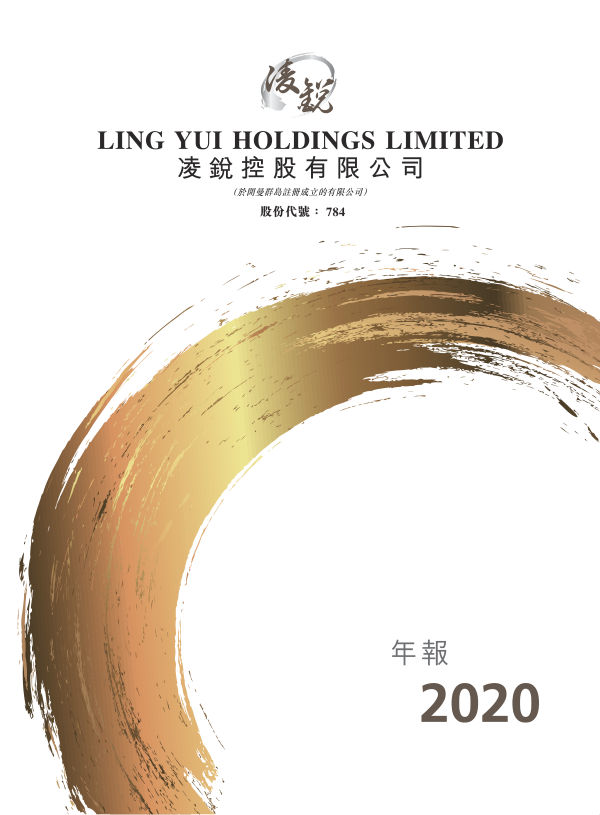 凌銳
LING YUI HOLDINGS LIMITED
凌銳控股有限公司
（於開曼群島註冊成立的有限公司）
股份代號：784
年報
2020